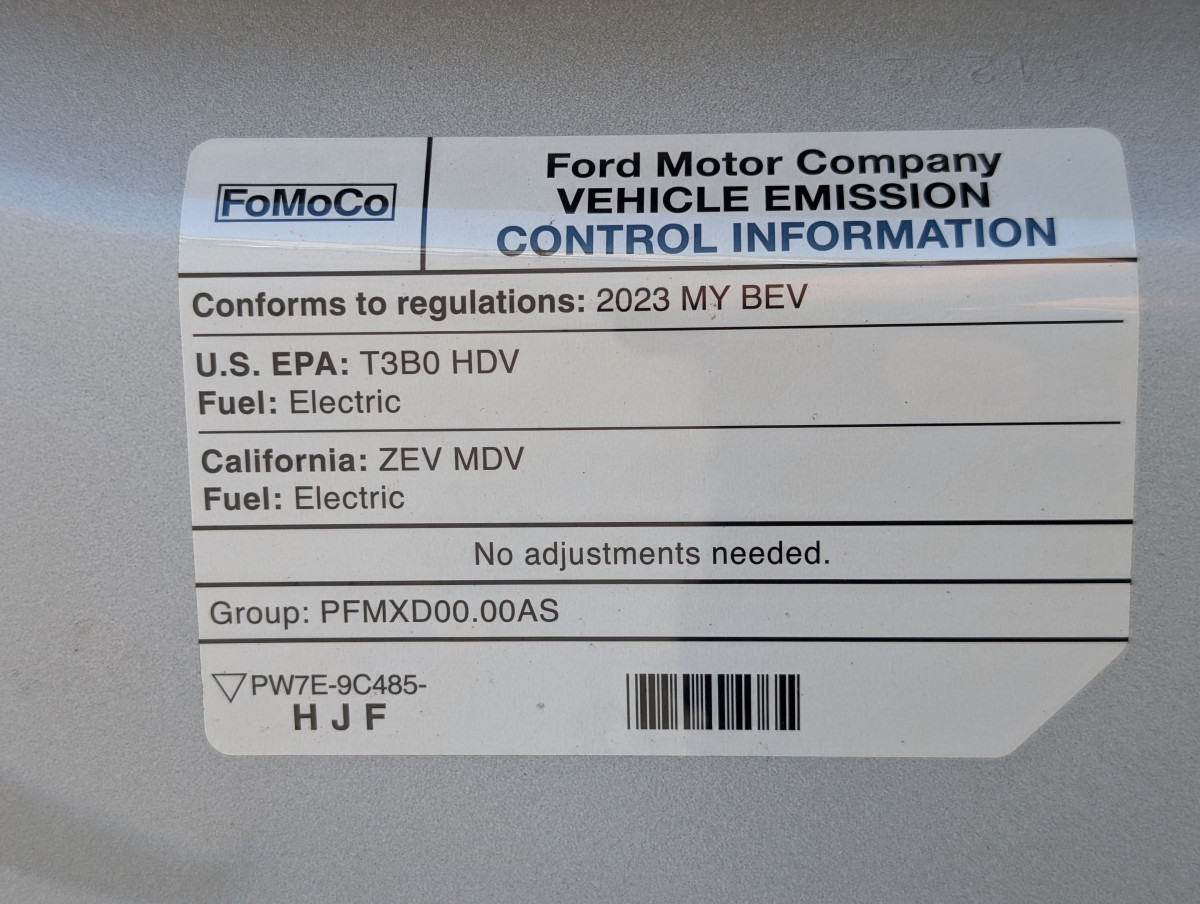 FoMoCo
Ford Motor Company
VEHICLE EMISSION
CONTROL INFORMATION
Conforms to regulations: 2023 MY BEV
U.S. EPA: T3B0 HDV
Fuel: Electric
California: ZEV MDV
Fuel: Electric
No adjustments needed.
Group: PFMXD00.00AS
PW7E-9C485-
H J F